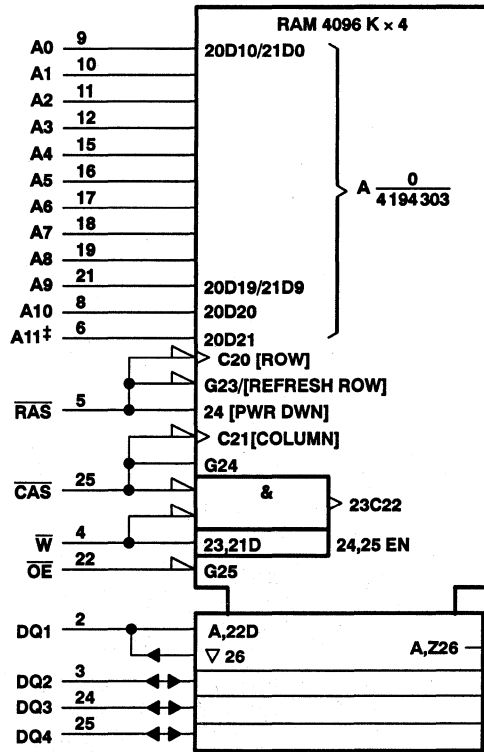 RAM 4096 K × 4
A0 9 20D10/21D0
A1 10
A2 11
A3 12
A4 15
A5 16
A6 17
A7 18
A8 19
A9 21 20D19/21D9
A10 8 20D20
A11‡ 6 20D21
A 0
4 194 303
C20 [ROW]
G23/[REFRESH ROW]
RAS 5 24 [PWR DWN]
C21[COLUMN]
G24
CAS 25 &
23C22
W 4 23,21D 24,25 EN
OE 22 G25
DQ1 2 A,22D
▽ 26 A,Z26
DQ2 3
DQ3 24
DQ4 25